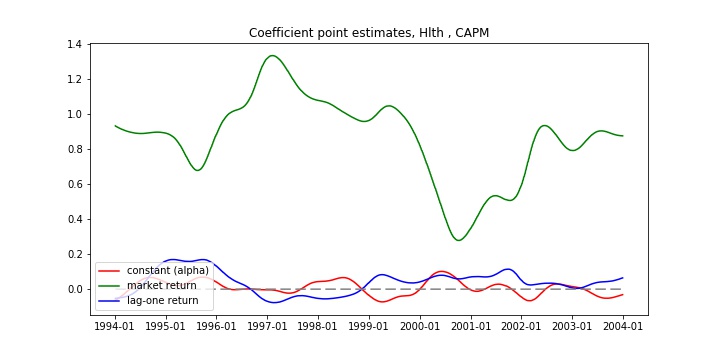 Coefficient point estimates, Hlth , CAPM
1.4
1.2
1.0
0.8
0.6
0.4
0.2
0.0
constant (alpha)
market return
lag-one return
1994-01 1995-01 1996-01 1997-01 1998-01 1999-01 2000-01 2001-01 2002-01 2003-01 2004-01